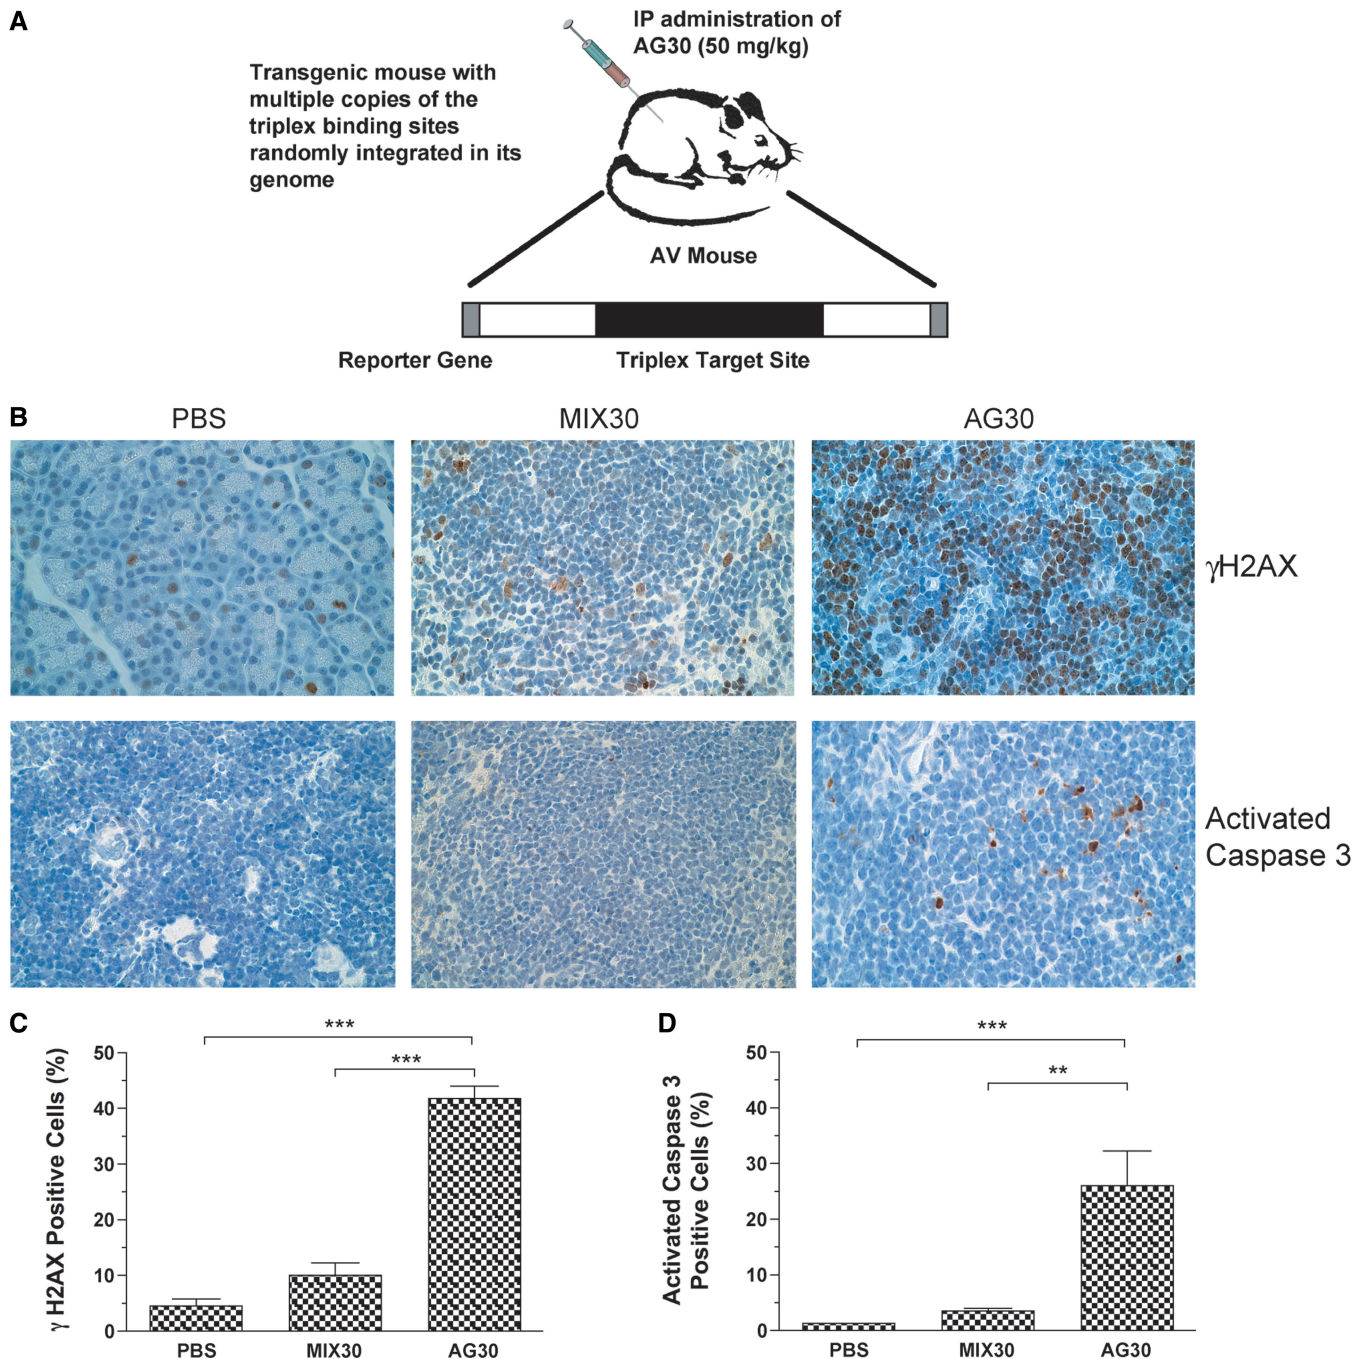 A
IP administration of
AG30 (50 mg/kg)
Transgenic mouse with
multiple copies of the
triplex binding sites
randomly integrated in its
genome
AV Mouse
Reporter Gene
Triplex Target Site
B
PBS
MIX30
AG30
γH2AX
Activated
Caspase 3
C
***
***
γ H2AX Positive Cells (%)
50
40
30
20
10
0
PBS
MIX30
AG30
D
***
**
Activated Caspase 3
Positive Cells (%)
50
40
30
20
10
0
PBS
MIX30
AG30